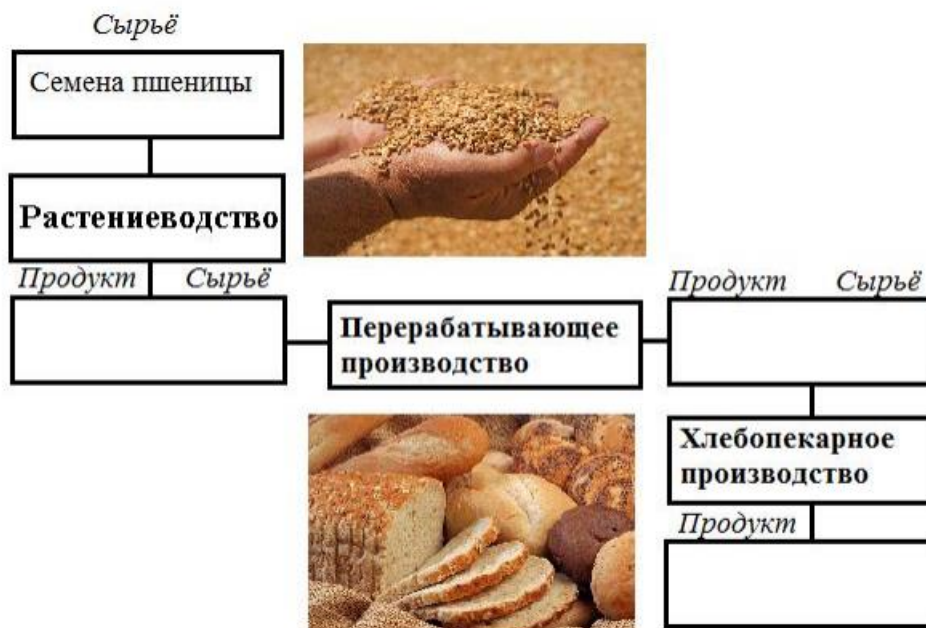 Сырьё
Семена пшеницы
Растениеводство
Продукт Сырьё
Перерабатывающее
производство
Продукт Сырьё
Хлебопекарное
производство
Продукт